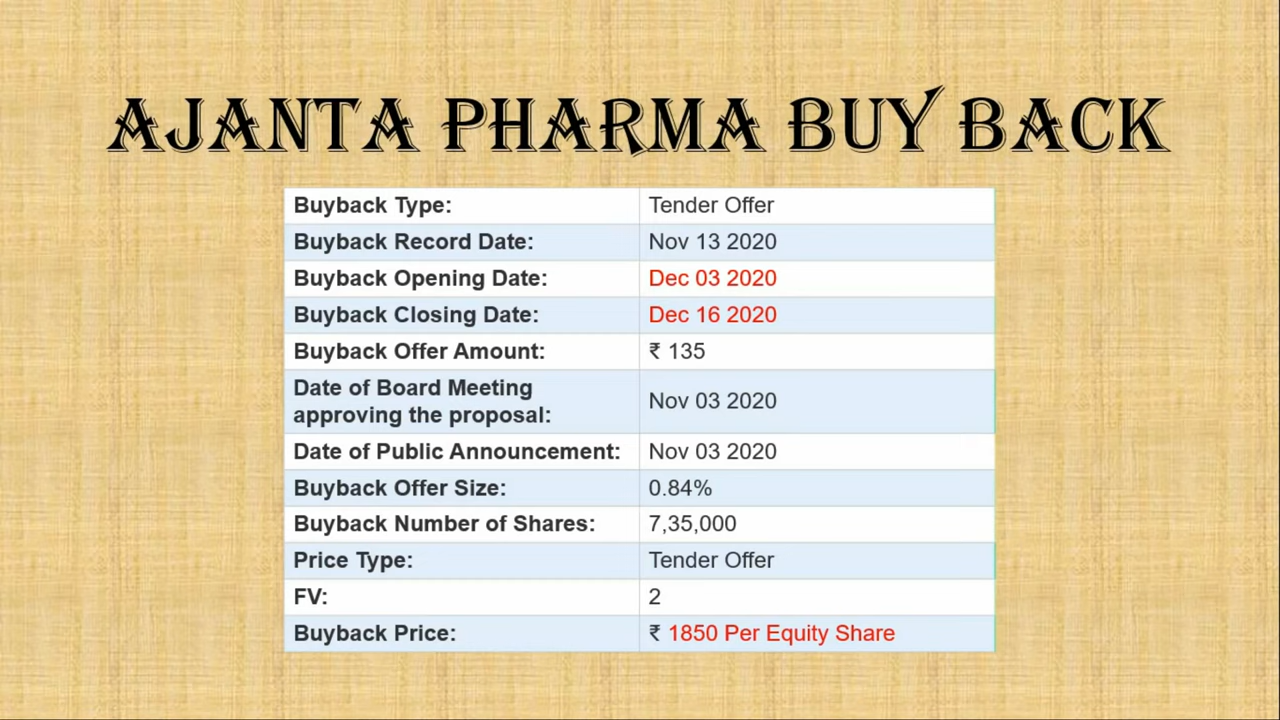 AJANTA PHARMA BUY BACK
Buyback Type: Tender Offer
Buyback Record Date: Nov 13 2020
Buyback Opening Date: Dec 03 2020
Buyback Closing Date: Dec 16 2020
Buyback Offer Amount: ₹ 135
Date of Board Meeting
approving the proposal: Nov 03 2020
Date of Public Announcement: Nov 03 2020
Buyback Offer Size: 0.84%
Buyback Number of Shares: 7,35,000
Price Type: Tender Offer
FV: 2
Buyback Price: ₹ 1850 Per Equity Share